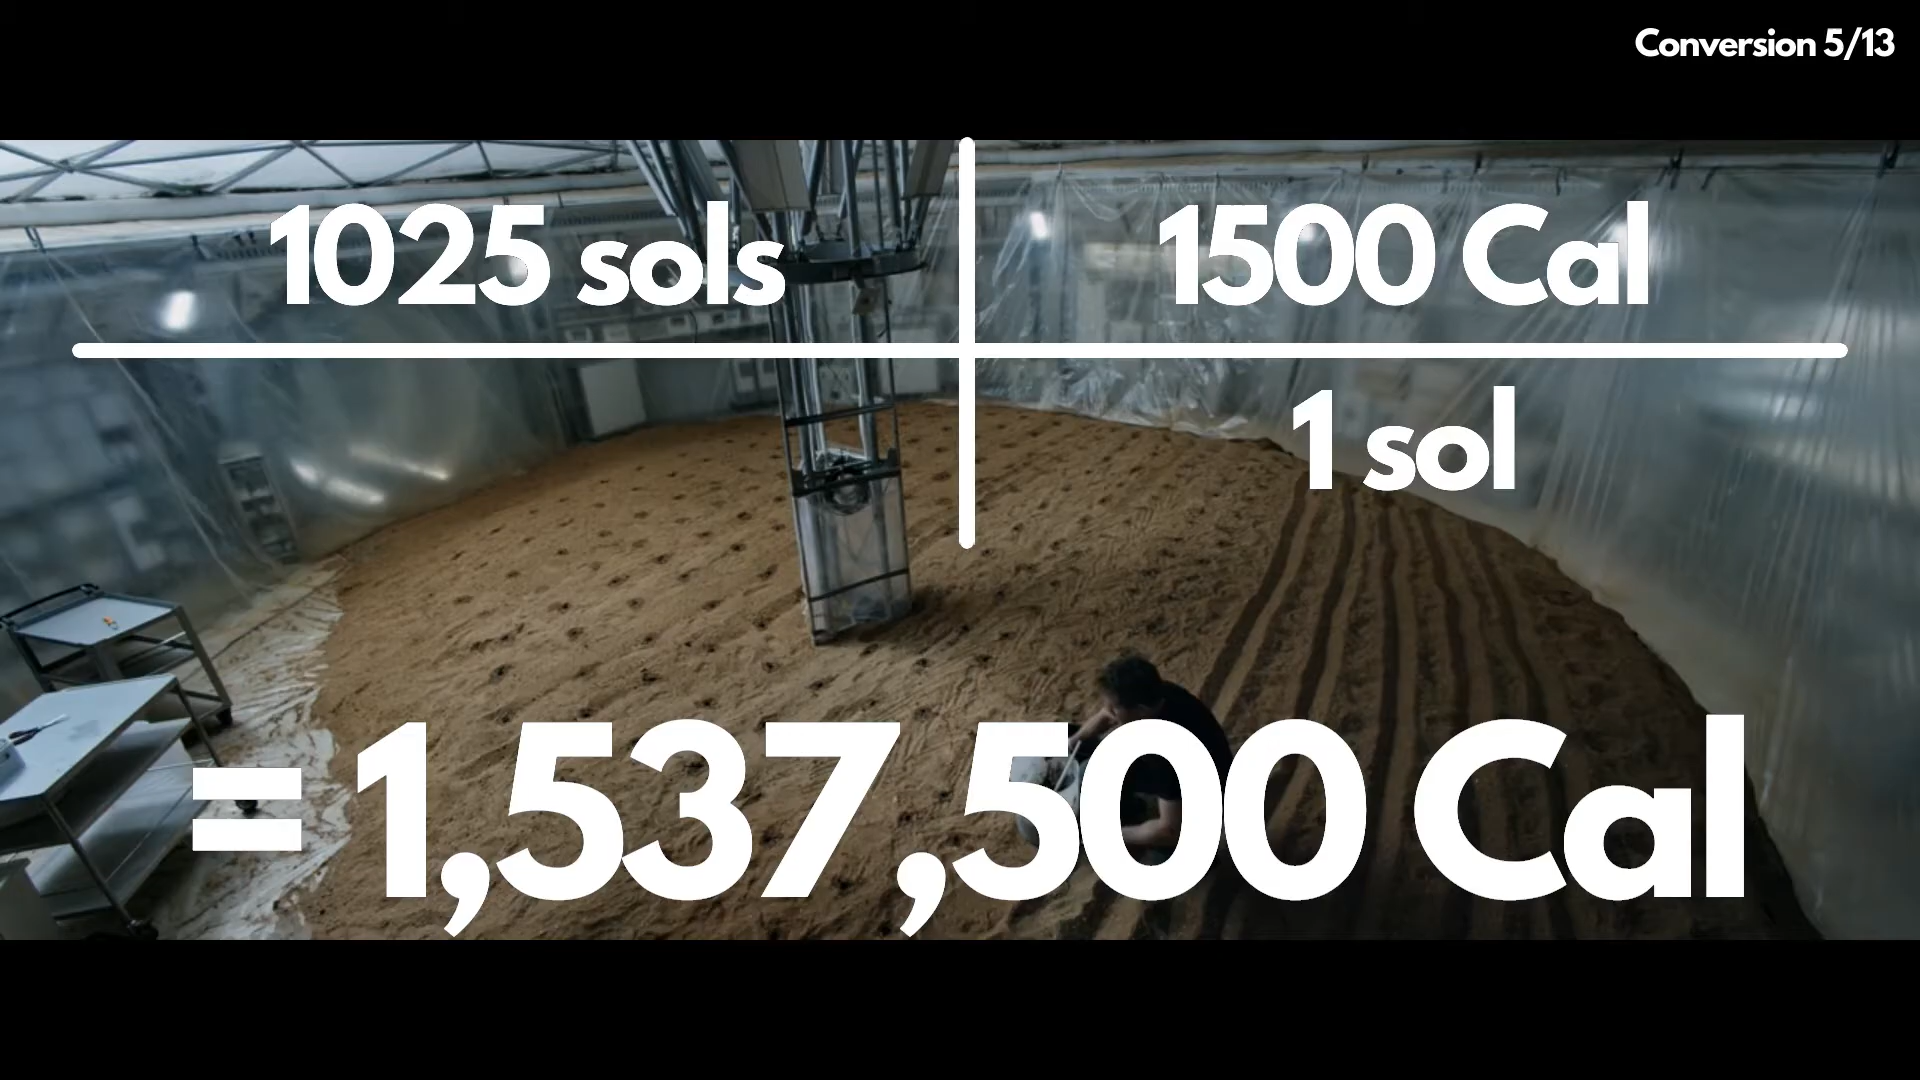 Conversion 5/13
1025 sols
1500 Cal
1 sol
= 1,537,500 Cal